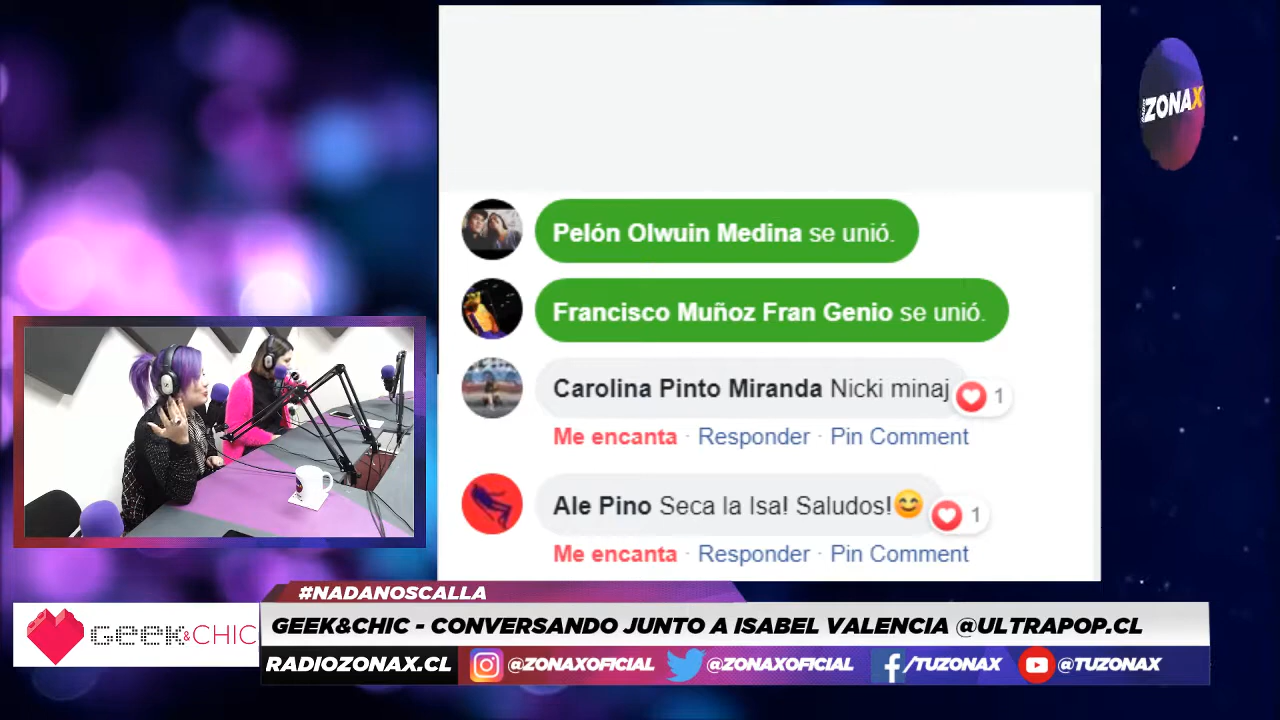 ZONAX
Pelón Olwuin Medina se unió.
Francisco Muñoz Fran Genio se unió.
Carolina Pinto Miranda Nicki minaj
1
Me encanta · Responder · Pin Comment
Ale Pino Seca la Isa! Saludos!😊
1
Me encanta · Responder · Pin Comment
#NADANOSCALLA
GEEK&CHIC
GEEK&CHIC - CONVERSANDO JUNTO A ISABEL VALENCIA @ULTRAPOP.CL
RADIOZONAX.CL @ZONAXOFICIAL @ZONAXOFICIAL /TUZONAX @TUZONAX